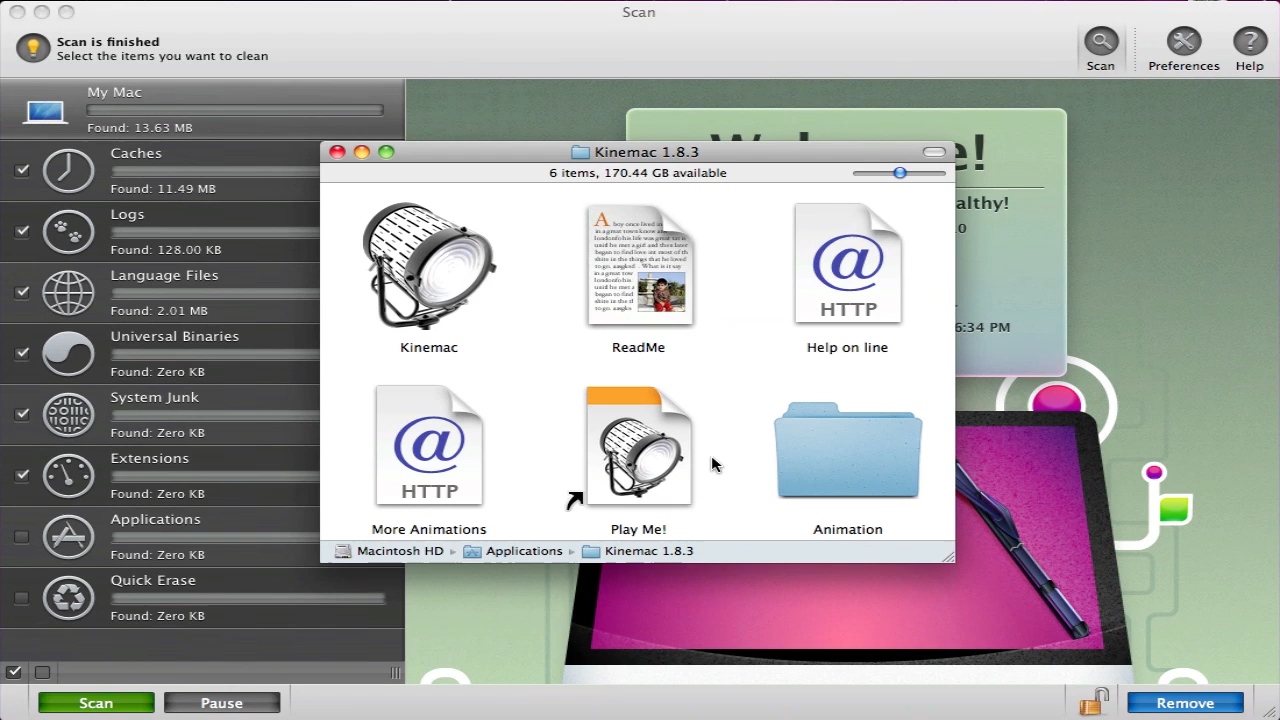 Scan
Scan is finished
Select the items you want to clean
Scan
Preferences
Help
My Mac
Found: 13.63 MB
Caches
Found: 11.49 MB
Logs
Found: 128.00 KB
Language Files
Found: 2.01 MB
Universal Binaries
Found: Zero KB
System Junk
Found: Zero KB
Extensions
Found: Zero KB
Applications
Found: Zero KB
Quick Erase
Found: Zero KB
Kinemac 1.8.3
6 items, 170.44 GB available
Kinemac
ReadMe
HTTP
Help on line
HTTP
More Animations
Play Me!
Animation
Macintosh HD
Applications
Kinemac 1.8.3
althy!
6:34 PM
Scan
Pause
Remove